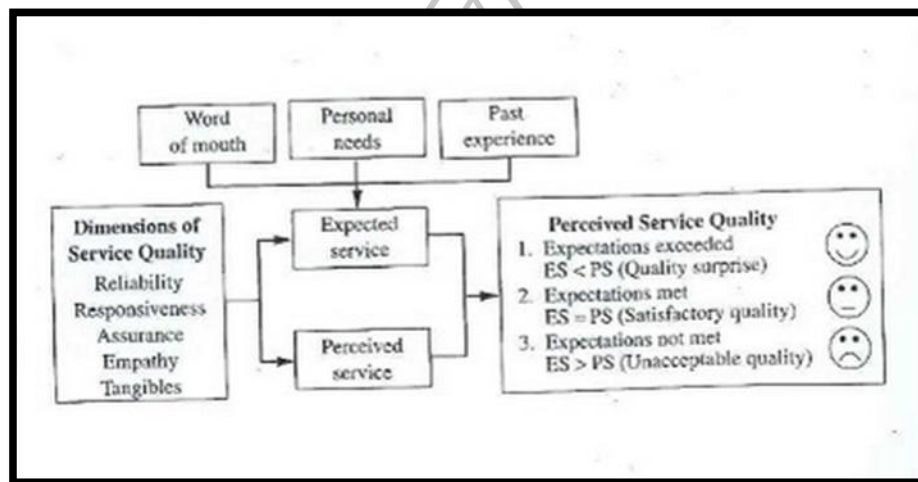 Word
of mouth
Personal
needs
Past
experience
Dimensions of
Service Quality
Reliability
Responsiveness
Assurance
Empathy
Tangibles
Expected
service
Perceived
service
Perceived Service Quality
1. Expectations exceeded
ES < PS (Quality surprise)
2. Expectations met
ES = PS (Satisfactory quality)
3. Expectations not met
ES > PS (Unacceptable quality)